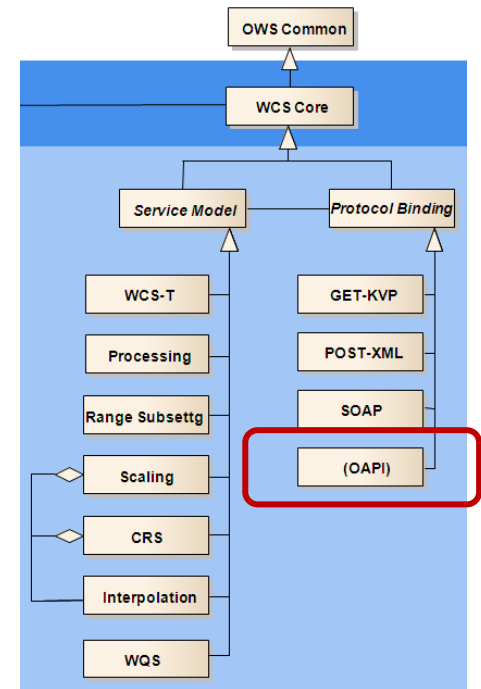 OWS Common
WCS Core
Service Model
Protocol Binding
WCS-T
GET-KVP
Processing
POST-XML
Range Subsettg
SOAP
Scaling
(OAPI)
CRS
Interpolation
WQS